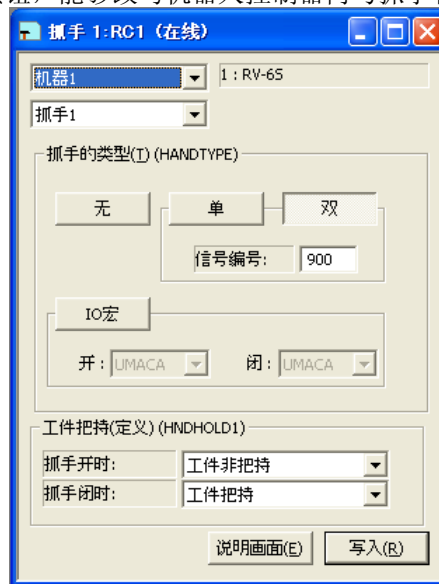 抓手 1:RC1 (在线)
机器1 1 : RV-6S
抓手1
抓手的类型(T) (HANDTYPE)
无 单 双
信号编号: 900
IO宏
开 : UMACA 闭 : UMACA
工件把持(定义) (HNDHOLD1)
抓手开时: 工件非把持
抓手闭时: 工件把持
说明画面(E) 写入(R)